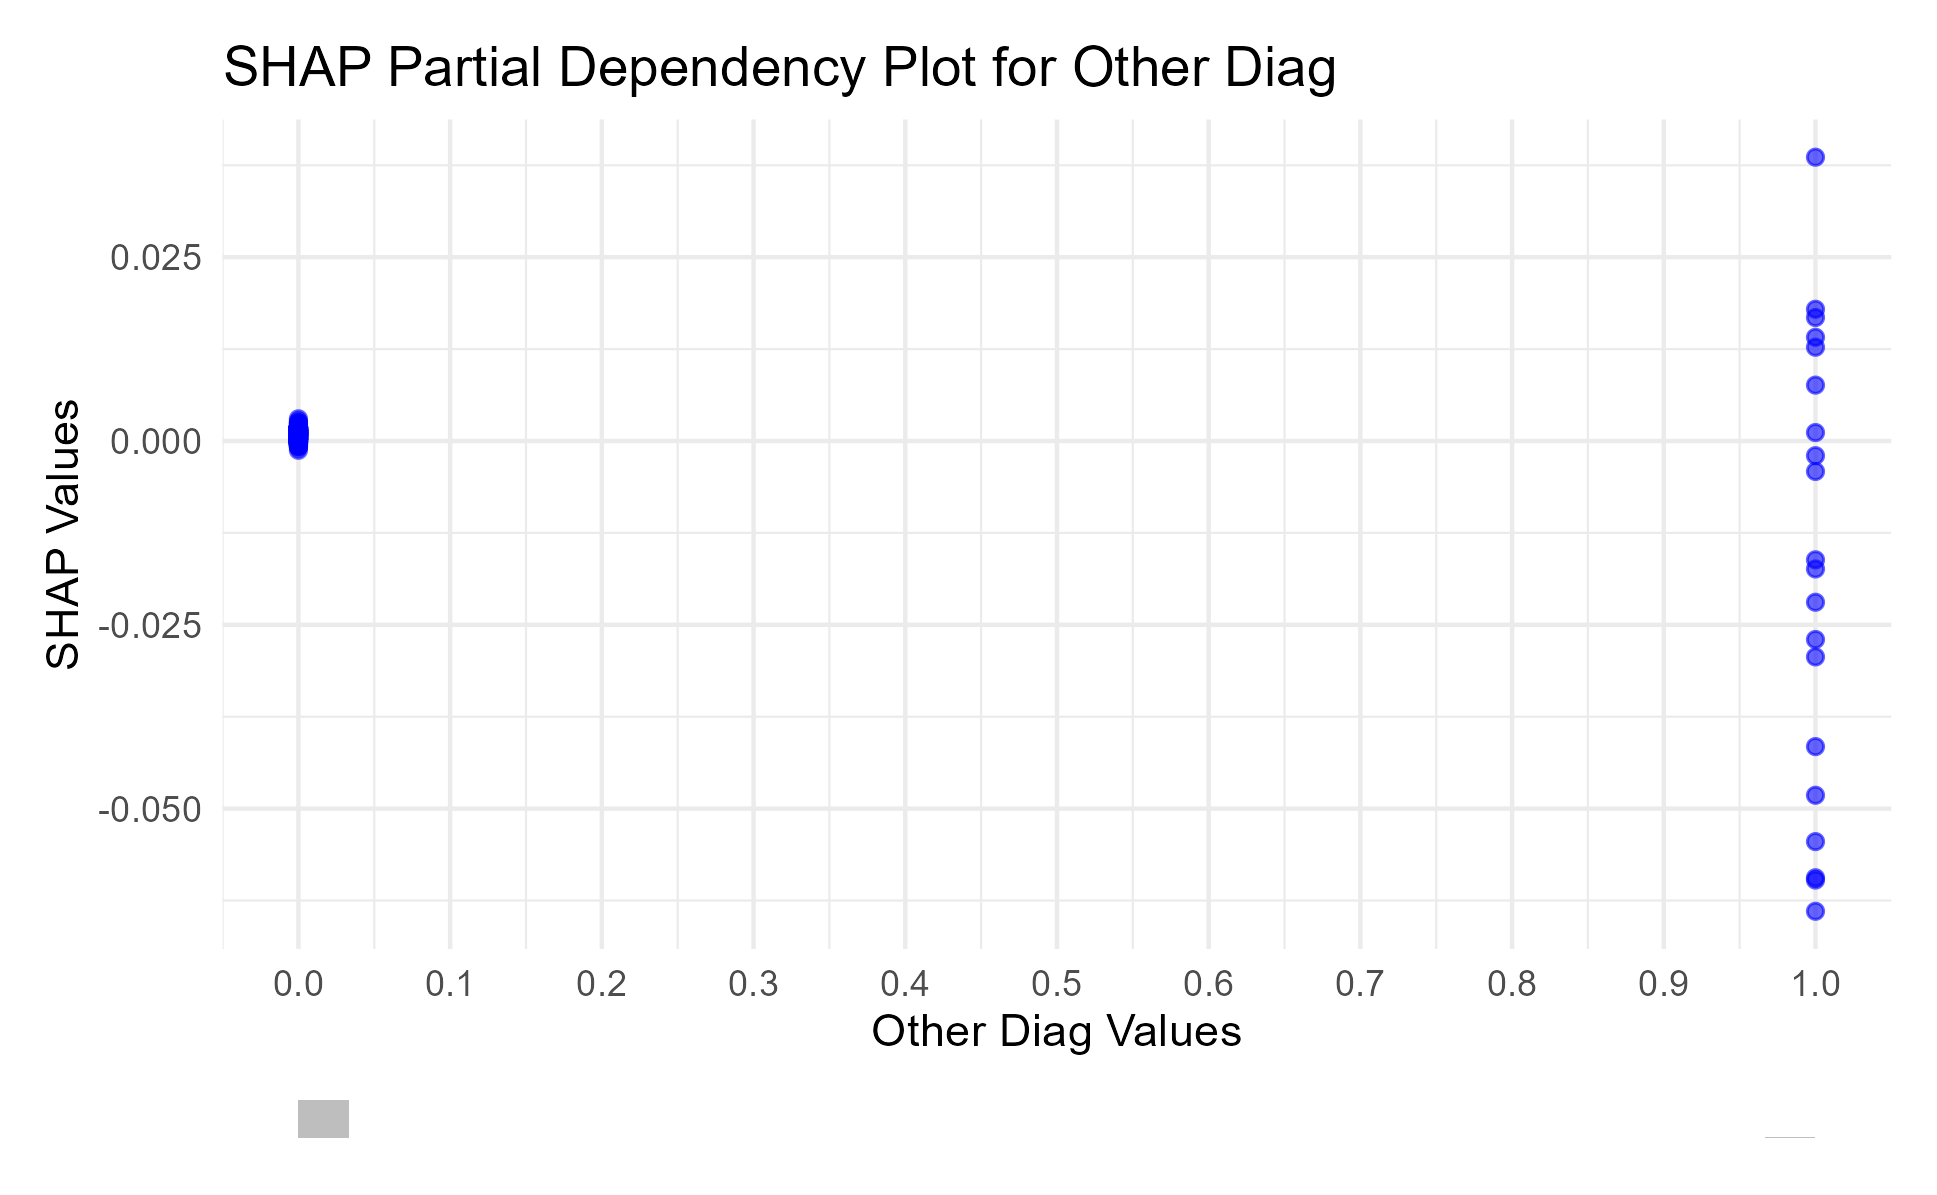 SHAP Partial Dependency Plot for Other Diag
SHAP Values
0.025
0.000
-0.025
-0.050
0.0 0.1 0.2 0.3 0.4 0.5 0.6 0.7 0.8 0.9 1.0
Other Diag Values